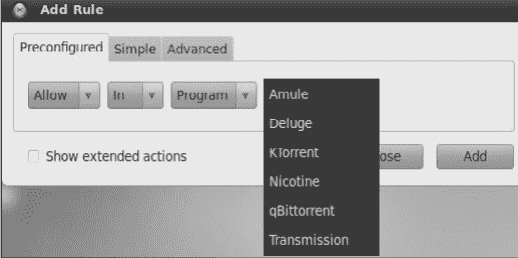 Add Rule
Preconfigured Simple Advanced
Allow In Program
Amule
Deluge
KTorrent
Nicotine
qBittorrent
Transmission
Show extended actions
ose Add